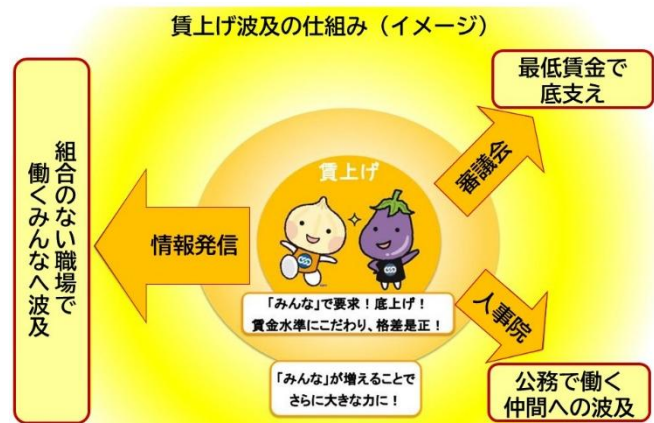 賃上げ波及の仕組み（イメージ）
組合のない職場で
働くみんなへ波及
情報発信
賃上げ
「みんな」で要求！底上げ！
賃金水準にこだわり、格差是正！
「みんな」が増えることで
さらに大きな力に！
審議会
最低賃金で
底支え
人事院
公務で働く
仲間への波及